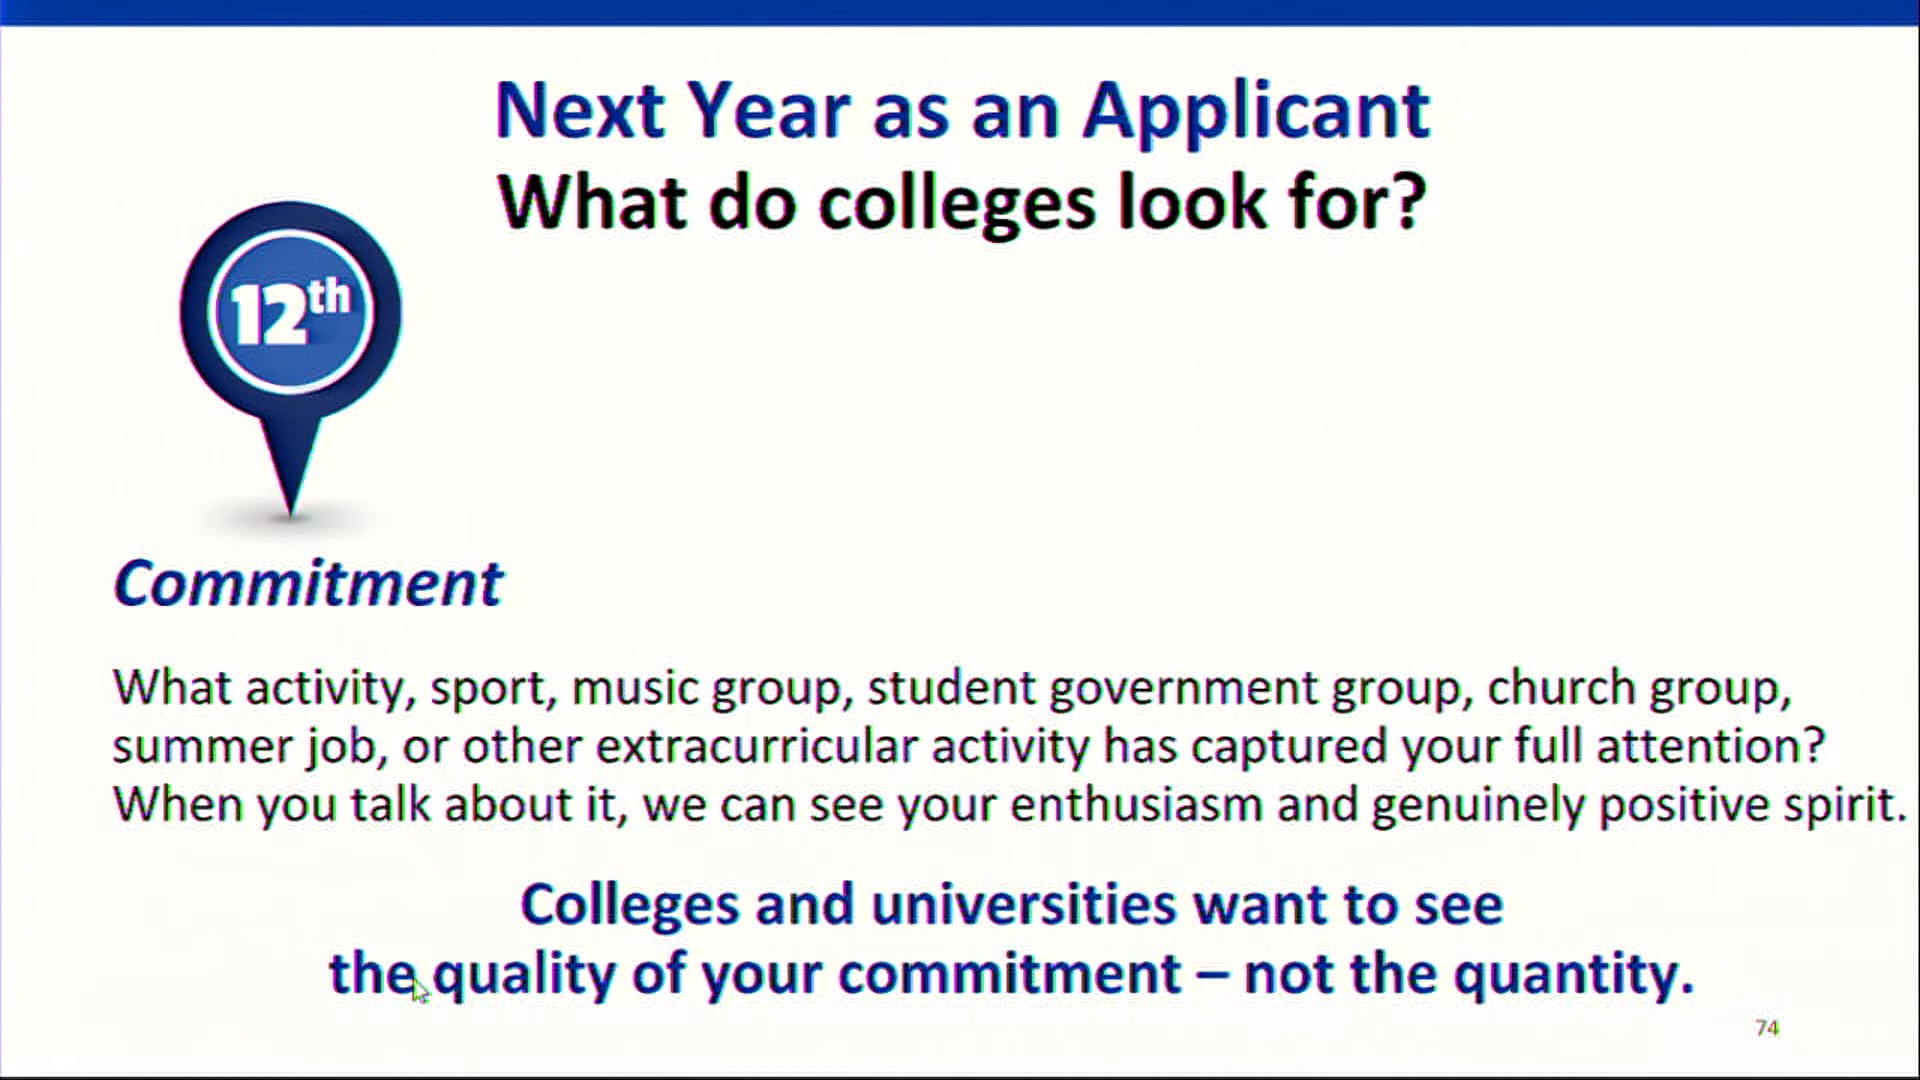 Next Year as an Applicant
What do colleges look for?
12th
Commitment
What activity, sport, music group, student government group, church group,
summer job, or other extracurricular activity has captured your full attention?
When you talk about it, we can see your enthusiasm and genuinely positive spirit.
Colleges and universities want to see
the quality of your commitment – not the quantity.
74